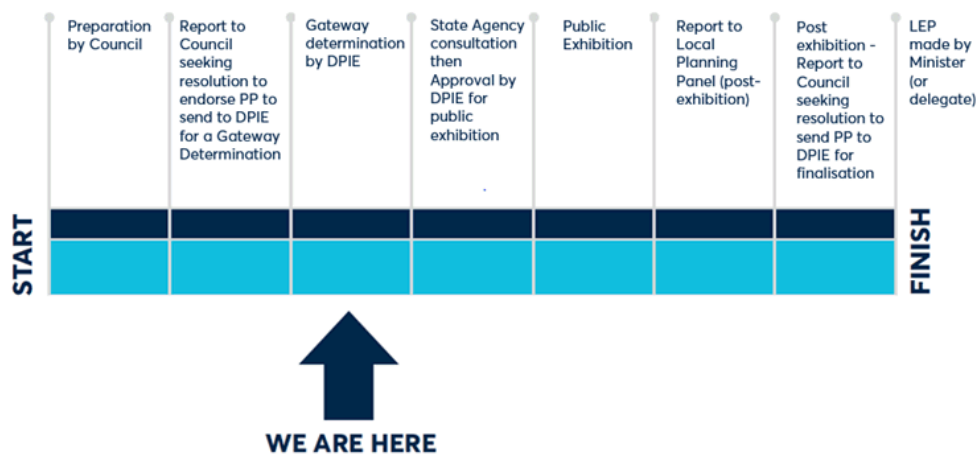 Preparation
by Council
Report to
Council
seeking
resolution to
endorse PP to
send to DPIE
for a Gateway
Determination
Gateway
determination
by DPIE
State Agency
consultation
then
Approval by
DPIE for
public
exhibition
Public
Exhibition
Report to
Local
Planning
Panel (post-
exhibition)
Post
exhibition -
Report to
Council
seeking
resolution to
send PP to
DPIE for
finalisation
LEP
made by
Minister
(or
delegate)
START
FINISH
WE ARE HERE